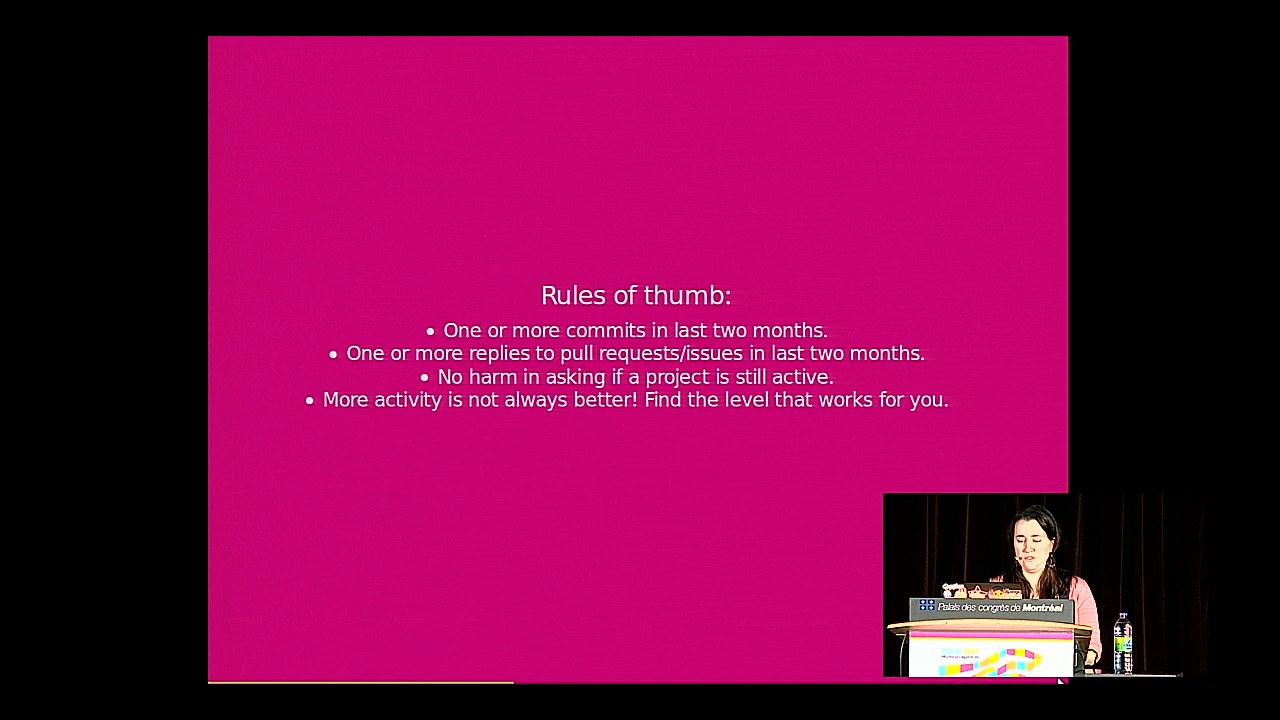 Rules of thumb:
• One or more commits in last two months.
• One or more replies to pull requests/issues in last two months.
• No harm in asking if a project is still active.
• More activity is not always better! Find the level that works for you.
Palais des congrès de Montréal